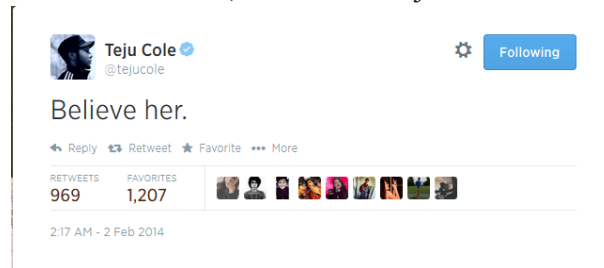 Teju Cole
@tejucole
Following
Believe her.
Reply Retweet Favorite More
RETWEETS FAVORITES
969 1,207
2:17 AM - 2 Feb 2014